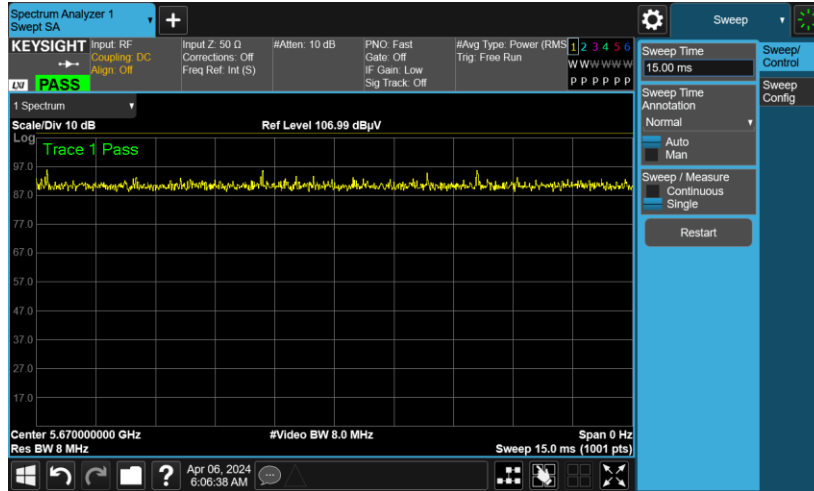 Spectrum Analyzer 1
Swept SA
+
Sweep
KEYSIGHT
Input: RF
Coupling: DC
Align: Off
Input Z: 50 Ω
Corrections: Off
Freq Ref: Int (S)
#Atten: 10 dB
PNO: Fast
Gate: Off
IF Gain: Low
Sig Track: Off
#Avg Type: Power (RMS
Trig: Free Run
1 2 3 4 5 6
W W W W W W
P P P P P P
LXI
PASS
Sweep Time
15.00 ms
Sweep Time
Annotation
Normal
Auto
Man
Sweep / Measure
Continuous
Single
Restart
Sweep/
Control
Sweep
Config
1 Spectrum
Scale/Div 10 dB
Ref Level 106.99 dBµV
Log
Trace 1 Pass
97.0
87.0
77.0
67.0
57.0
47.0
37.0
27.0
17.0
Center 5.670000000 GHz
#Video BW 8.0 MHz
Span 0 Hz
Res BW 8 MHz
Sweep 15.0 ms (1001 pts)
?
Apr 06, 2024
6:06:38 AM